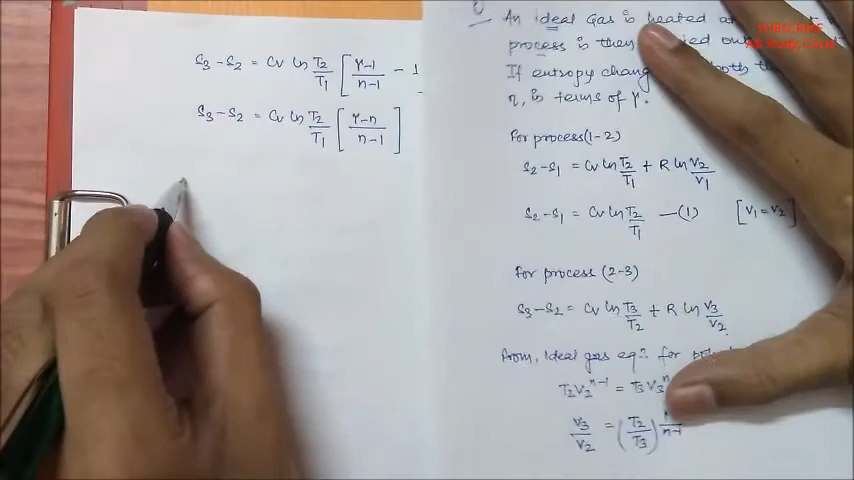 S3-S2 = Cv ln T2/T1 [ γ-1/n-1 - 1
S3-S2 = Cv ln T2/T1 [ γ-n/n-1 ]
An ideal gas is heated at
process is then
If entropy chang
n, is terms of γ.
For process (1-2)
S2-S1 = Cv ln T2/T1 + R ln V2/V1
S2-S1 = Cv ln T2/T1 —(1) [V1=V2]
for process (2-3)
S3-S2 = Cv ln T3/T2 + R ln V3/V2
From, Ideal gas eqn. for
T2V2^n-1 = T3V3^n
V3/V2 = (T2/T3)^1/n-1
SUBSCRIBE